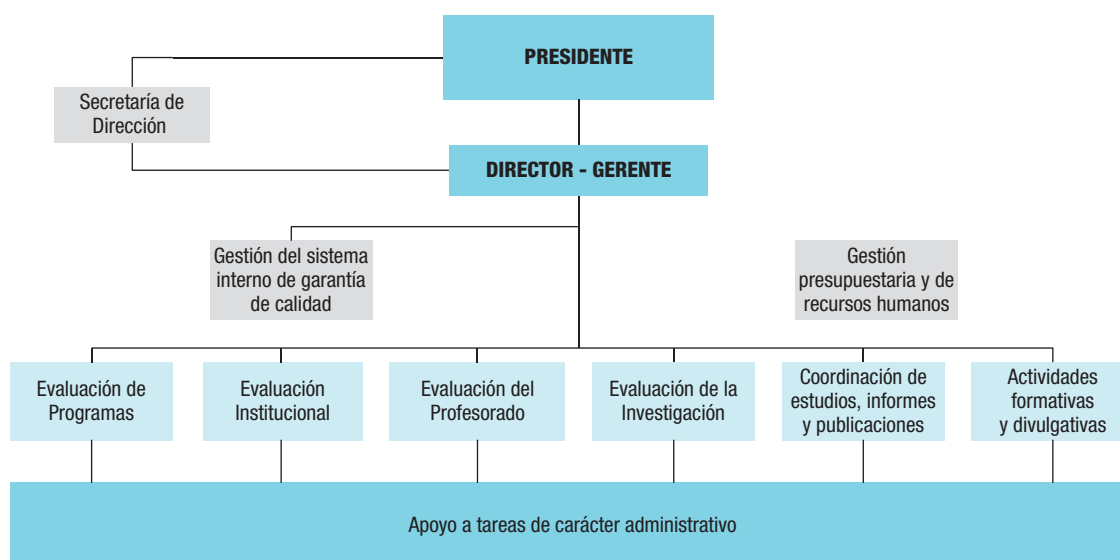 PRESIDENTE
Secretaría de
Dirección
DIRECTOR - GERENTE
Gestión del sistema
interno de garantía
de calidad
Gestión
presupuestaria y de
recursos humanos
Evaluación de
Programas
Evaluación
Institucional
Evaluación del
Profesorado
Evaluación de la
Investigación
Coordinación de
estudios, informes
y publicaciones
Actividades
formativas
y divulgativas
Apoyo a tareas de carácter administrativo